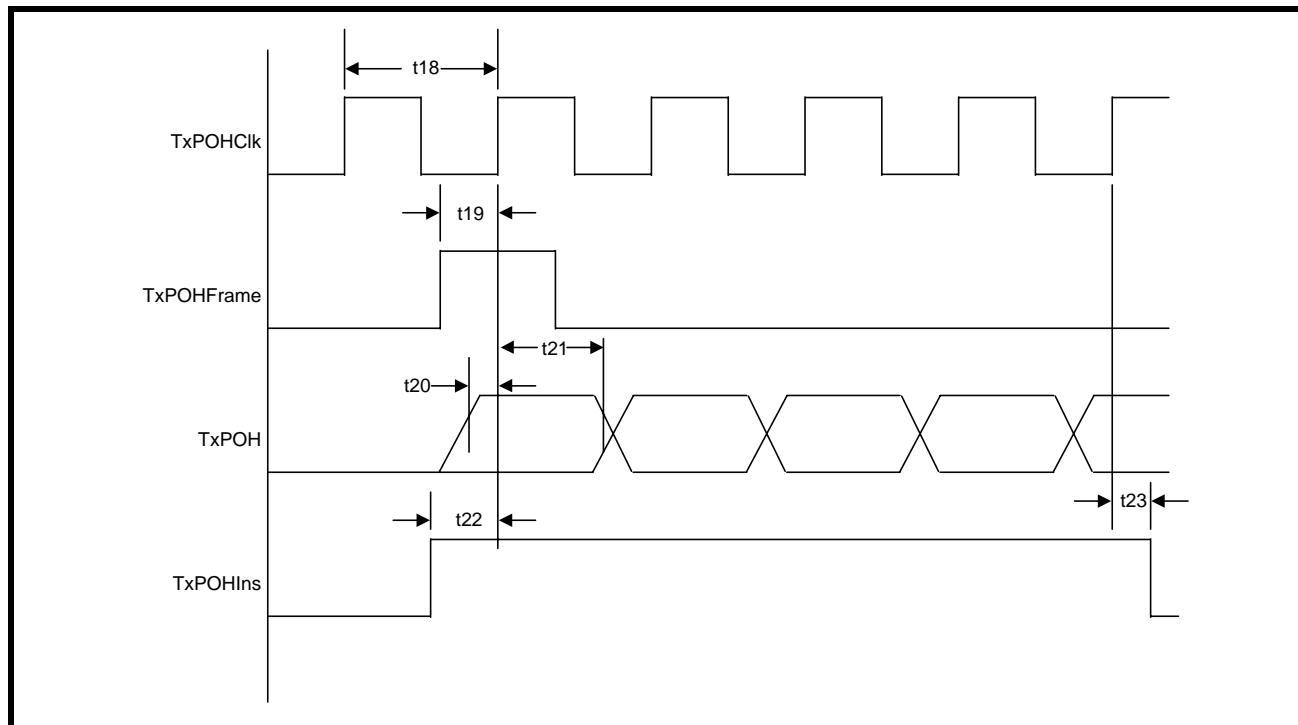 t18
TxPOHClk
t19
TxPOHFrame
t21
t20
TxPOH
t23
t22
TxPOHIns